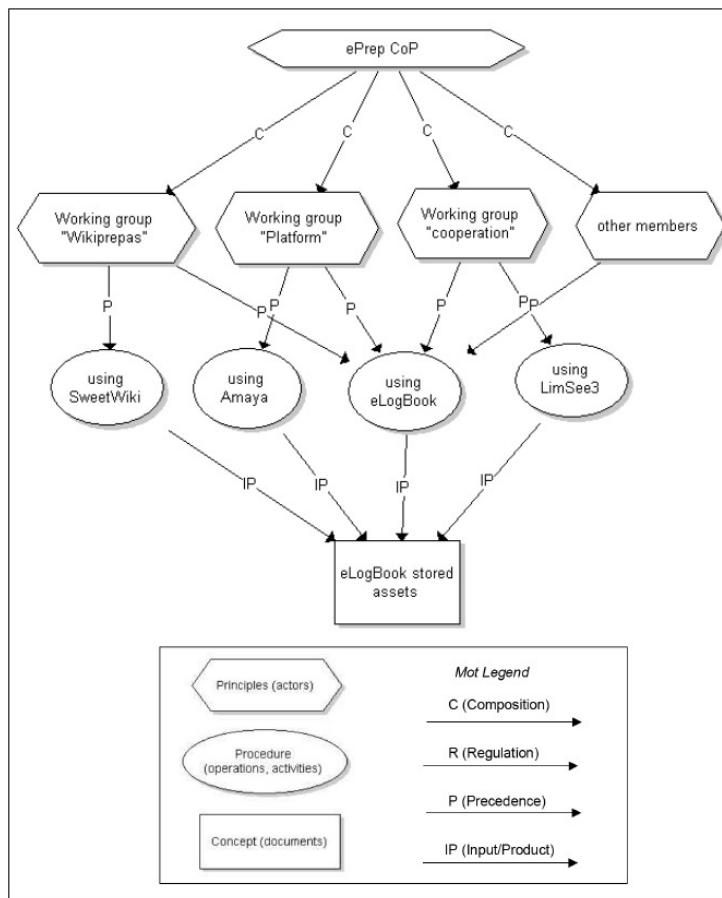 ePrep CoP
C
C
C
C
Working group
"Wikiprepas"
Working group
"Platform"
Working group
"cooperation"
other members
P
P
P
P
P
P
P
using
SweetWiki
using
Amaya
using
eLogBook
using
LimSee3
IP
IP
IP
IP
eLogBook stored
assets
Mot Legend
Principles (actors)
C (Composition)
Procedure
(operations, activities)
R (Regulation)
P (Precedence)
Concept (documents)
IP (Input/Product)